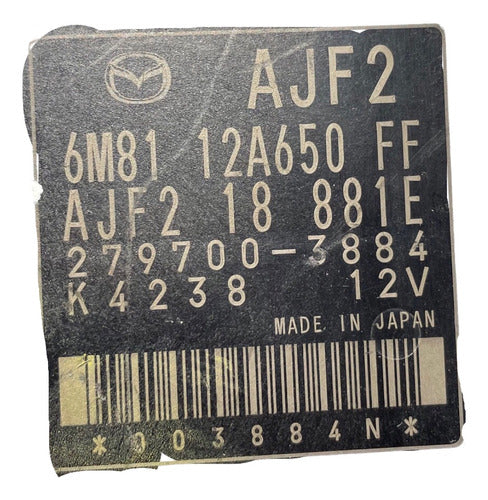 AJF2
6M81 12A650 FF
AJF2 18 881E
279700-3884
K4238 12V
MADE IN JAPAN
*003884N*